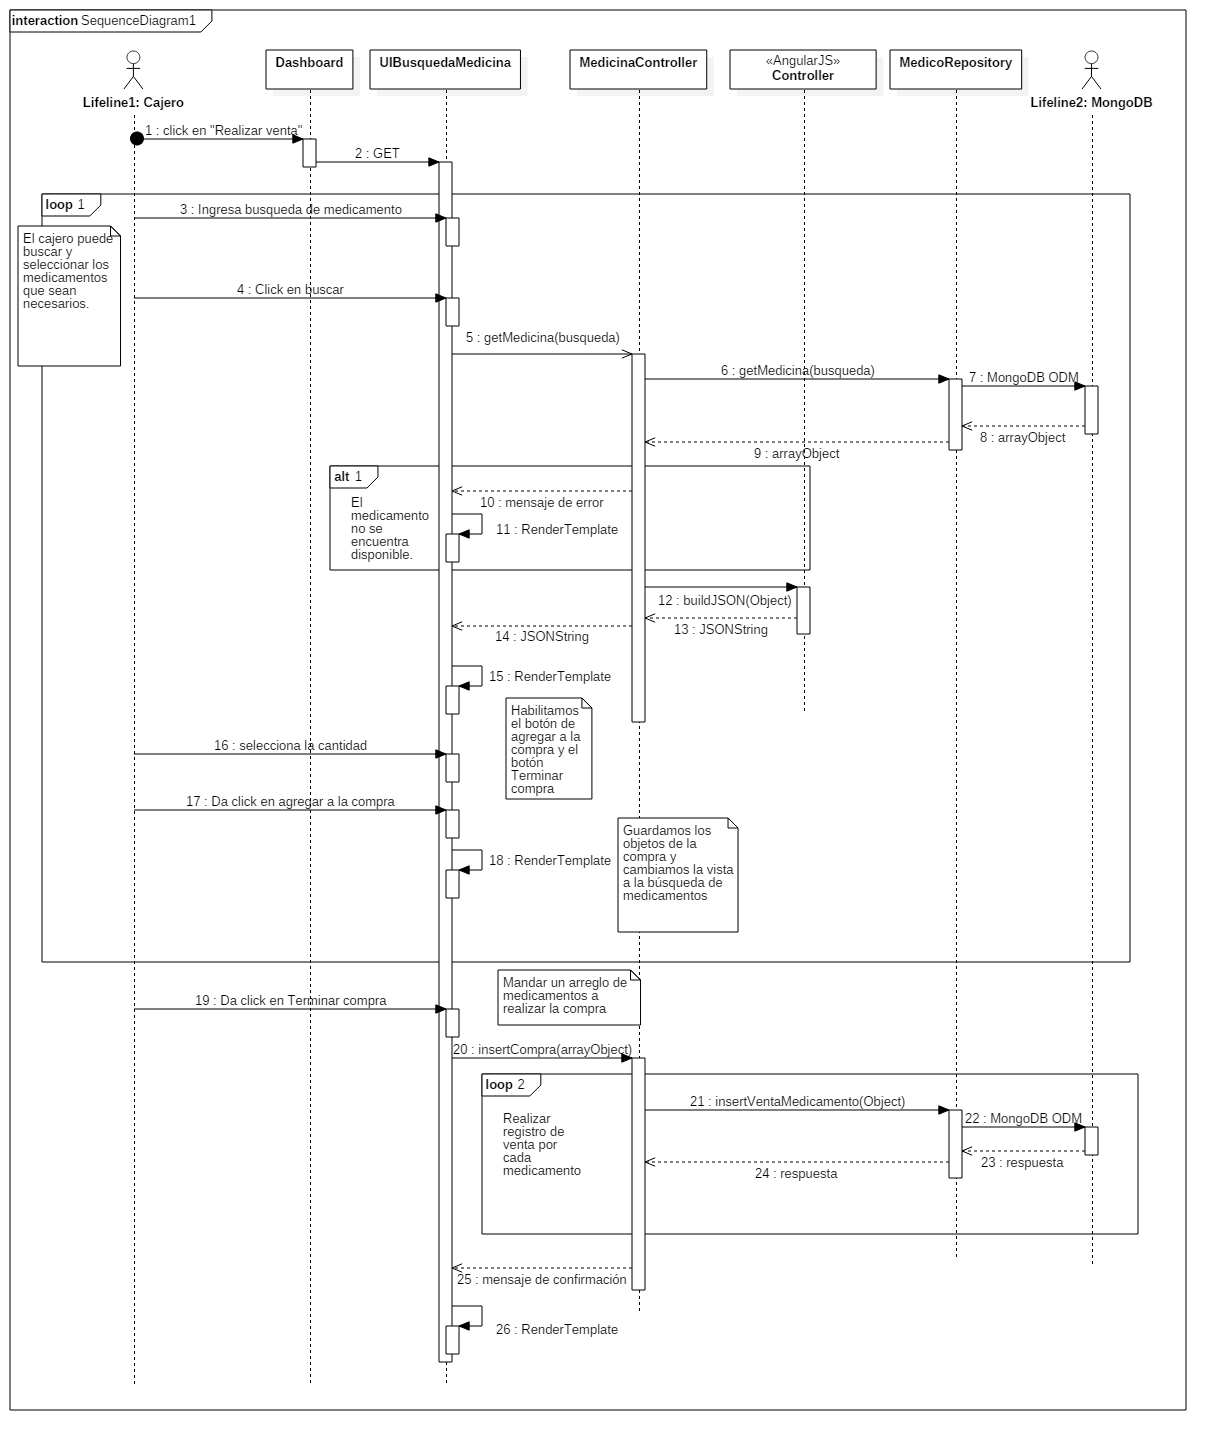 interaction SequenceDiagram1
Lifeline1: Cajero
Dashboard
UIBusquedaMedicina
MedicinaController
«AngularJS»
Controller
MedicoRepository
Lifeline2: MongoDB
1 : click en "Realizar venta"
2 : GET
loop 1
3 : Ingresa busqueda de medicamento
El cajero puede
buscar y
seleccionar los
medicamentos
que sean
necesarios.
4 : Click en buscar
5 : getMedicina(busqueda)
6 : getMedicina(busqueda)
7 : MongoDB ODM
8 : arrayObject
9 : arrayObject
alt 1
El
medicamento
no se
encuentra
disponible.
10 : mensaje de error
11 : RenderTemplate
12 : buildJSON(Object)
13 : JSONString
14 : JSONString
15 : RenderTemplate
Habilitamos
el botón de
agregar a la
compra y el
botón
Terminar
compra
16 : selecciona la cantidad
17 : Da click en agregar a la compra
Guardamos los
objetos de la
compra y
cambiamos la vista
a la búsqueda de
medicamentos
18 : RenderTemplate
Mandar un arreglo de
medicamentos a
realizar la compra
19 : Da click en Terminar compra
20 : insertCompra(arrayObject)
loop 2
Realizar
registro de
venta por
cada
medicamento
21 : insertVentaMedicamento(Object)
22 : MongoDB ODM
23 : respuesta
24 : respuesta
25 : mensaje de confirmación
26 : RenderTemplate